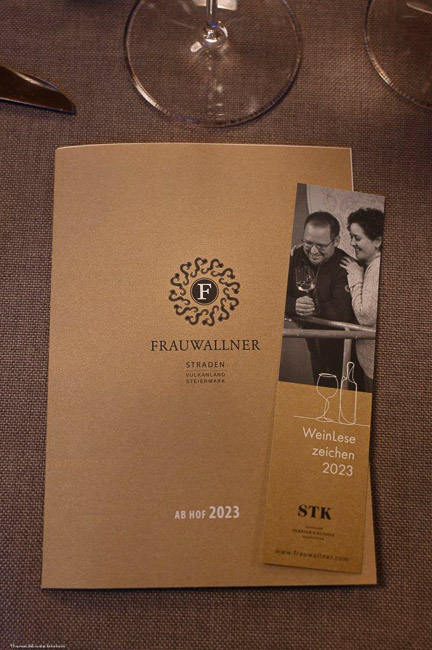 F
FRAUWALLNER
STRADEN
VULKANLAND
STEIERMARK
AB HOF 2023
WeinLese
zeichen
2023
STK
www.frauwallner.com